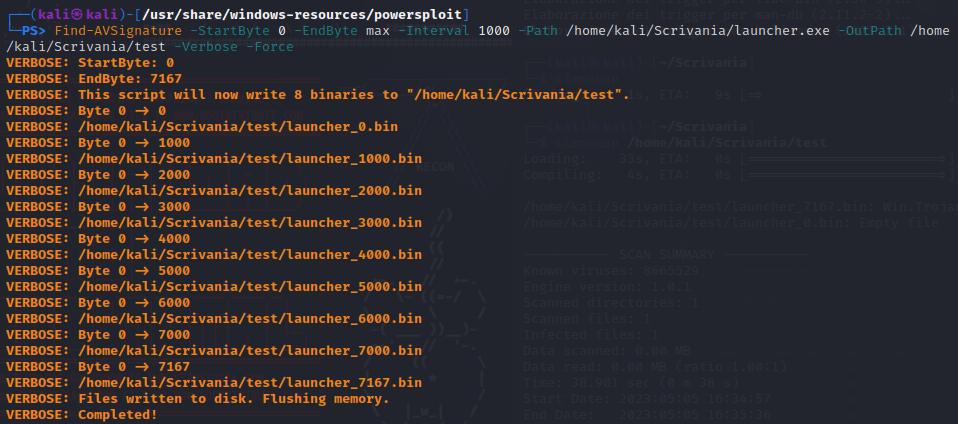 (kali㉿kali)-[/usr/share/windows-resources/powersploit]
PS> Find-AVSignature -StartByte 0 -EndByte max -Interval 1000 -Path /home/kali/Scrivania/launcher.exe -OutPath /home
/kali/Scrivania/test -Verbose -Force
VERBOSE: StartByte: 0
VERBOSE: EndByte: 7167
VERBOSE: This script will now write 8 binaries to "/home/kali/Scrivania/test".
VERBOSE: Byte 0 -> 0
VERBOSE: /home/kali/Scrivania/test/launcher_0.bin
VERBOSE: Byte 0 -> 1000
VERBOSE: /home/kali/Scrivania/test/launcher_1000.bin
VERBOSE: Byte 0 -> 2000
VERBOSE: /home/kali/Scrivania/test/launcher_2000.bin
VERBOSE: Byte 0 -> 3000
VERBOSE: /home/kali/Scrivania/test/launcher_3000.bin
VERBOSE: Byte 0 -> 4000
VERBOSE: /home/kali/Scrivania/test/launcher_4000.bin
VERBOSE: Byte 0 -> 5000
VERBOSE: /home/kali/Scrivania/test/launcher_5000.bin
VERBOSE: Byte 0 -> 6000
VERBOSE: /home/kali/Scrivania/test/launcher_6000.bin
VERBOSE: Byte 0 -> 7000
VERBOSE: /home/kali/Scrivania/test/launcher_7000.bin
VERBOSE: Byte 0 -> 7167
VERBOSE: /home/kali/Scrivania/test/launcher_7167.bin
VERBOSE: Files written to disk. Flushing memory.
VERBOSE: Completed!
RECON
/home/kali/Scrivania/test
Loading: 33s, ETA: 0s
Compiling: 4s, ETA: 0s
/home/kali/Scrivania/test/launcher_7167.bin: Win.Troja
/home/kali/Scrivania/test/launcher_0.bin: Empty file
SCAN SUMMARY
Known viruses: 8665529
Engine version: 1.0.1
Scanned directories: 1
Scanned files: 1
Infected files: 1
Data scanned: 0.00 MB
Data read: 0.00 MB (ratio 1.00:1)
Time: 38.981 sec (0 m 38 s)
Start Date: 2023:05:05 16:34:57
End Date: 2023:05:05 16:35:36